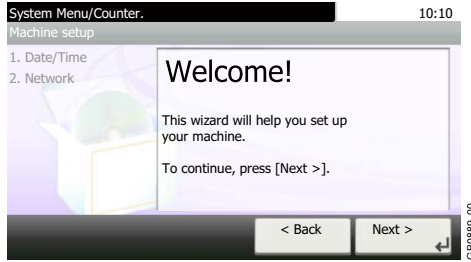 System Menu/Counter.
10:10
Machine setup
1. Date/Time
2. Network
Welcome!
This wizard will help you set up
your machine.
To continue, press [Next >].
< Back
Next >